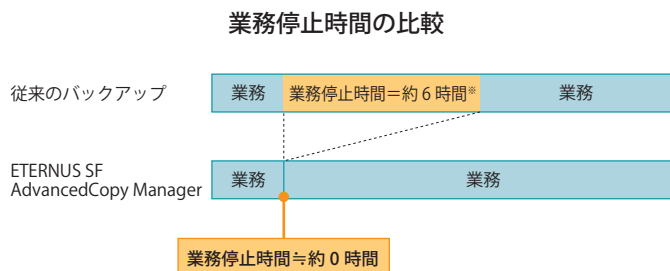 業務停止時間の比較
従来のバックアップ
業務
業務停止時間＝約 6 時間※
業務
ETERNUS SF
AdvancedCopy Manager
業務
業務
業務停止時間≒約 0 時間